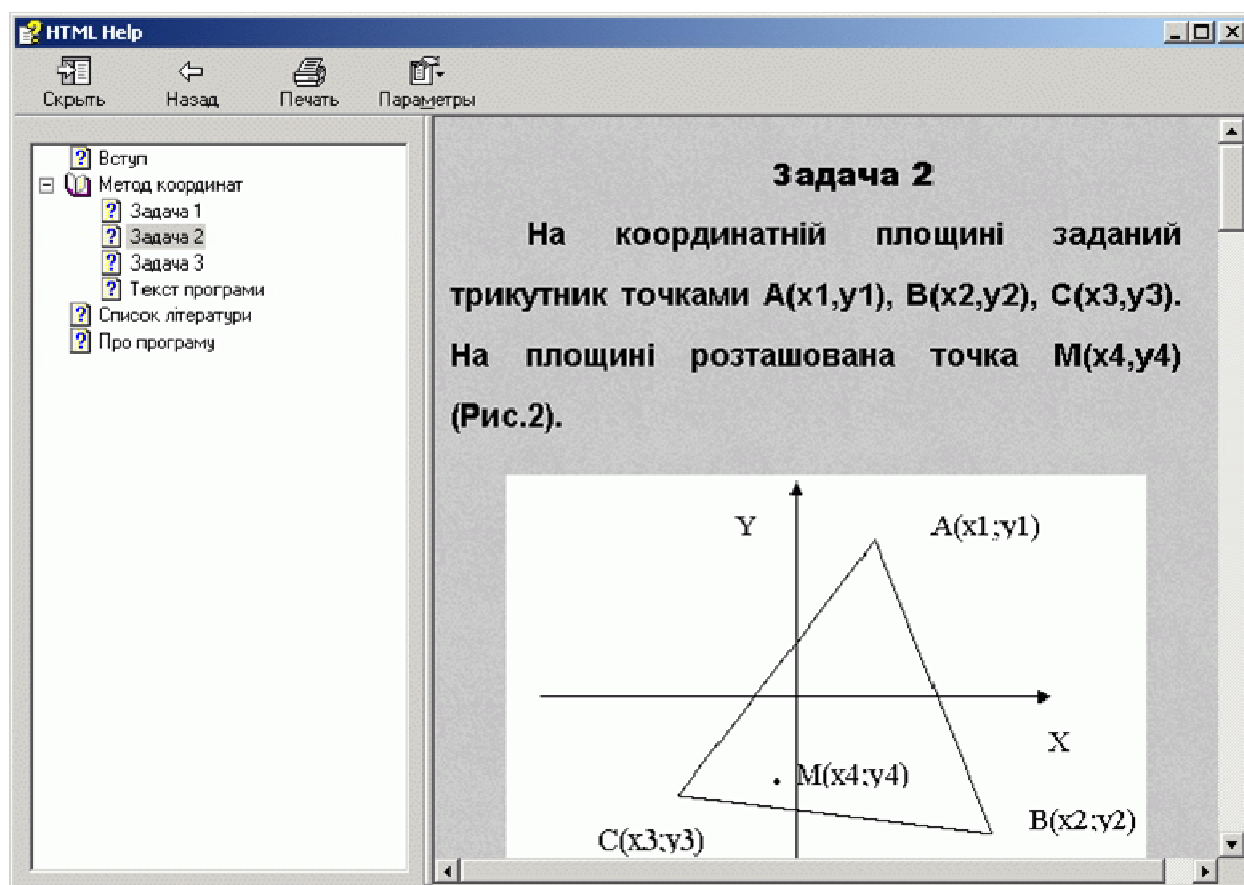 HTML Help
Скрыть Назад Печать Параметры
Вступ
Метод координат
Задача 1
Задача 2
Задача 3
Текст програми
Список літератури
Про програму
Задача 2
На координатній площині заданий
трикутник точками A(x1,y1), B(x2,y2), C(x3,y3).
На площині розташована точка M(x4,y4)
(Рис.2).
Y
A(x1;y1)
X
M(x4;y4)
B(x2;y2)
C(x3;y3)